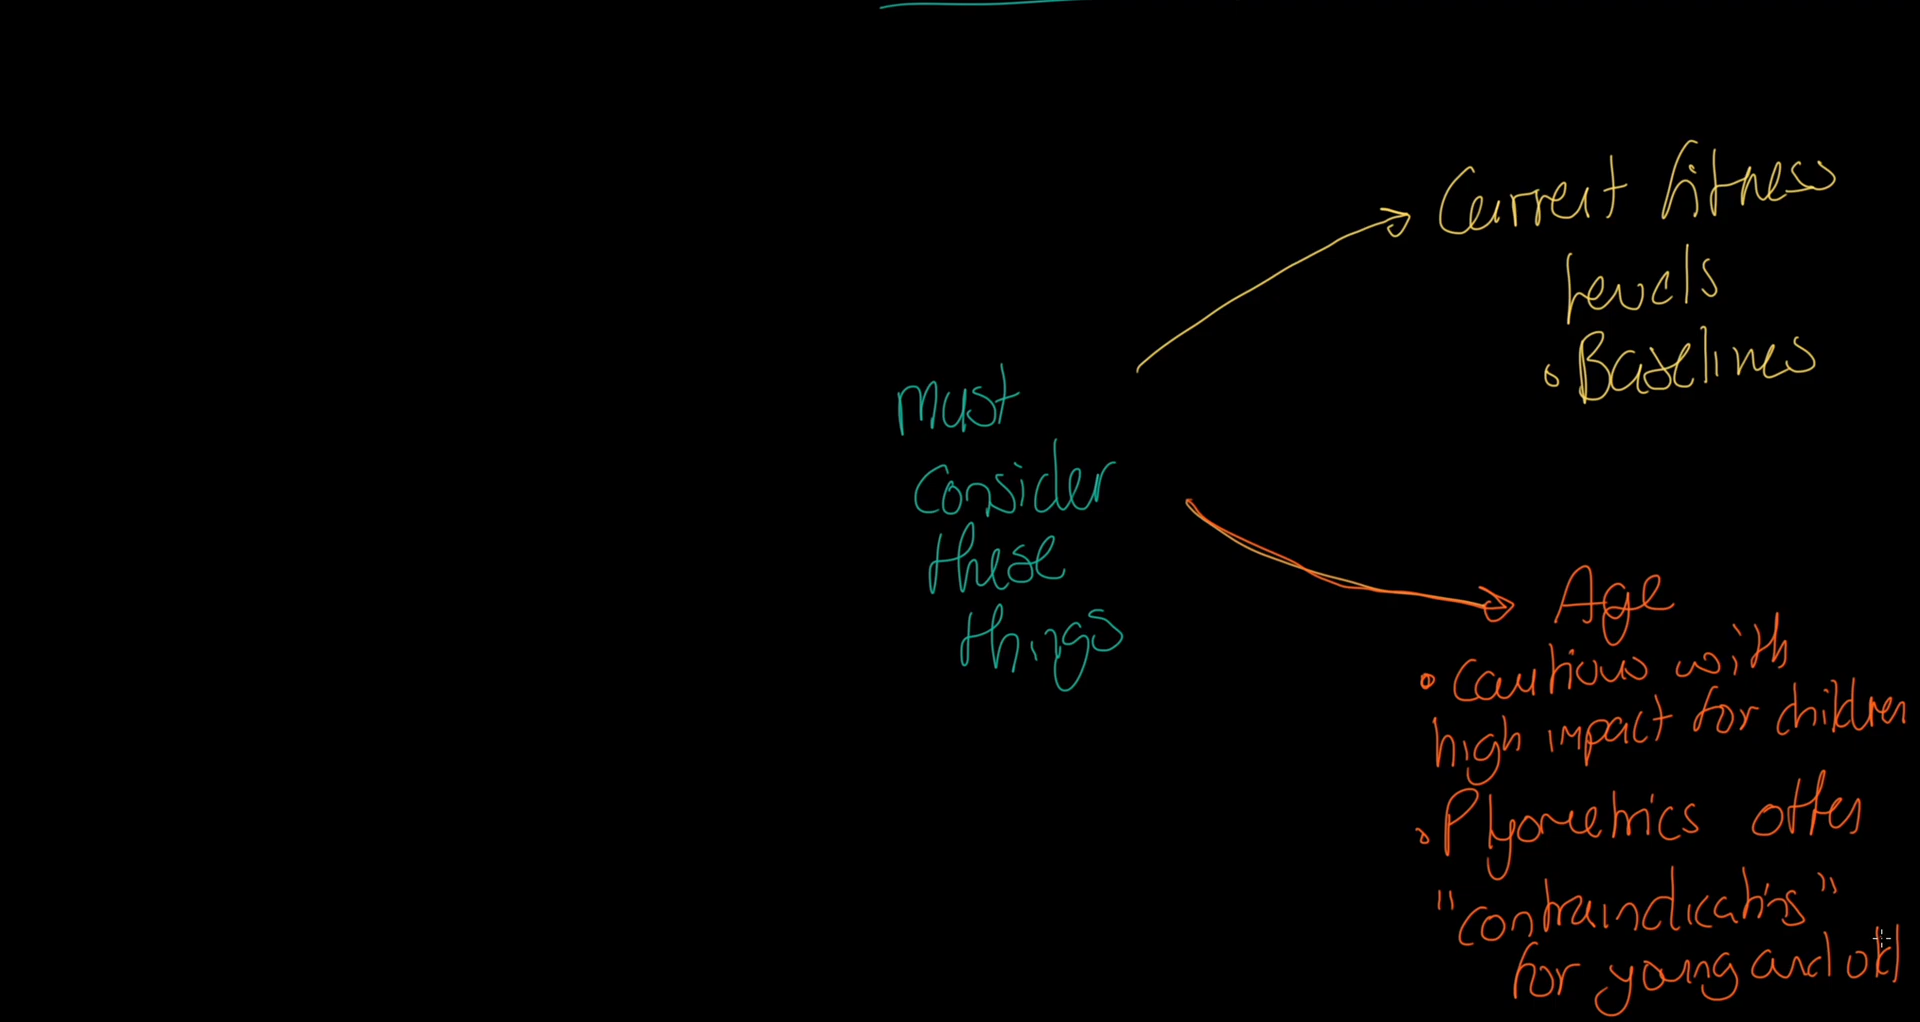 Must
Consider
these
things
Current fitness
Levels
• Baselines
Age
• Cautious with
high impact for children
• Plyometrics often
"contraindicatis"
for young and old